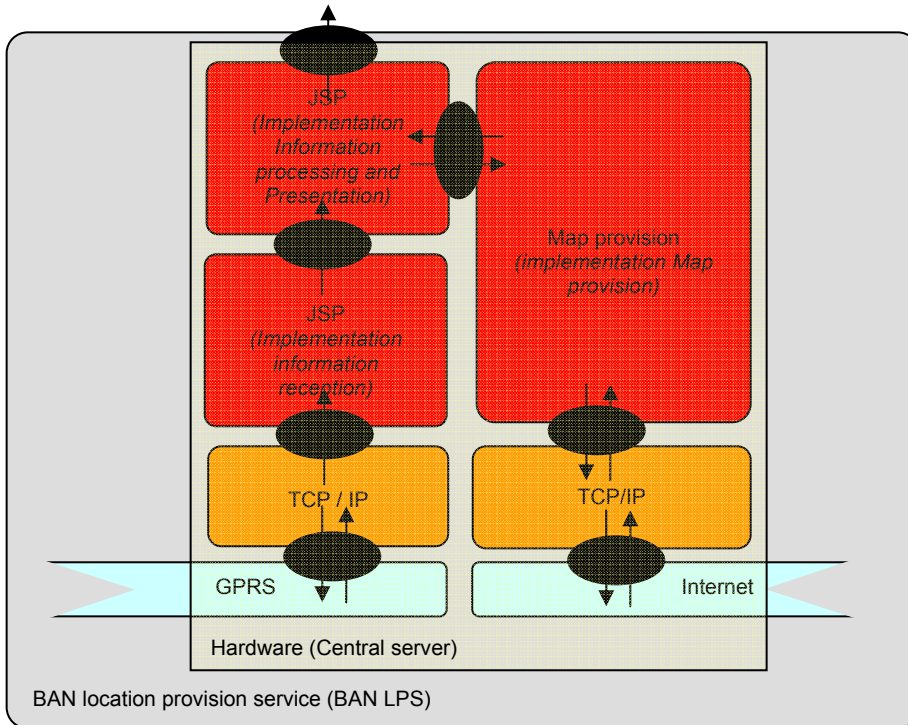 JSP
(Implementation
Information
processing and
Presentation)
Map provision
(implementation Map
provision)
JSP
(Implementation
information
reception)
TCP / IP
TCP/IP
GPRS
Internet
Hardware (Central server)
BAN location provision service (BAN LPS)